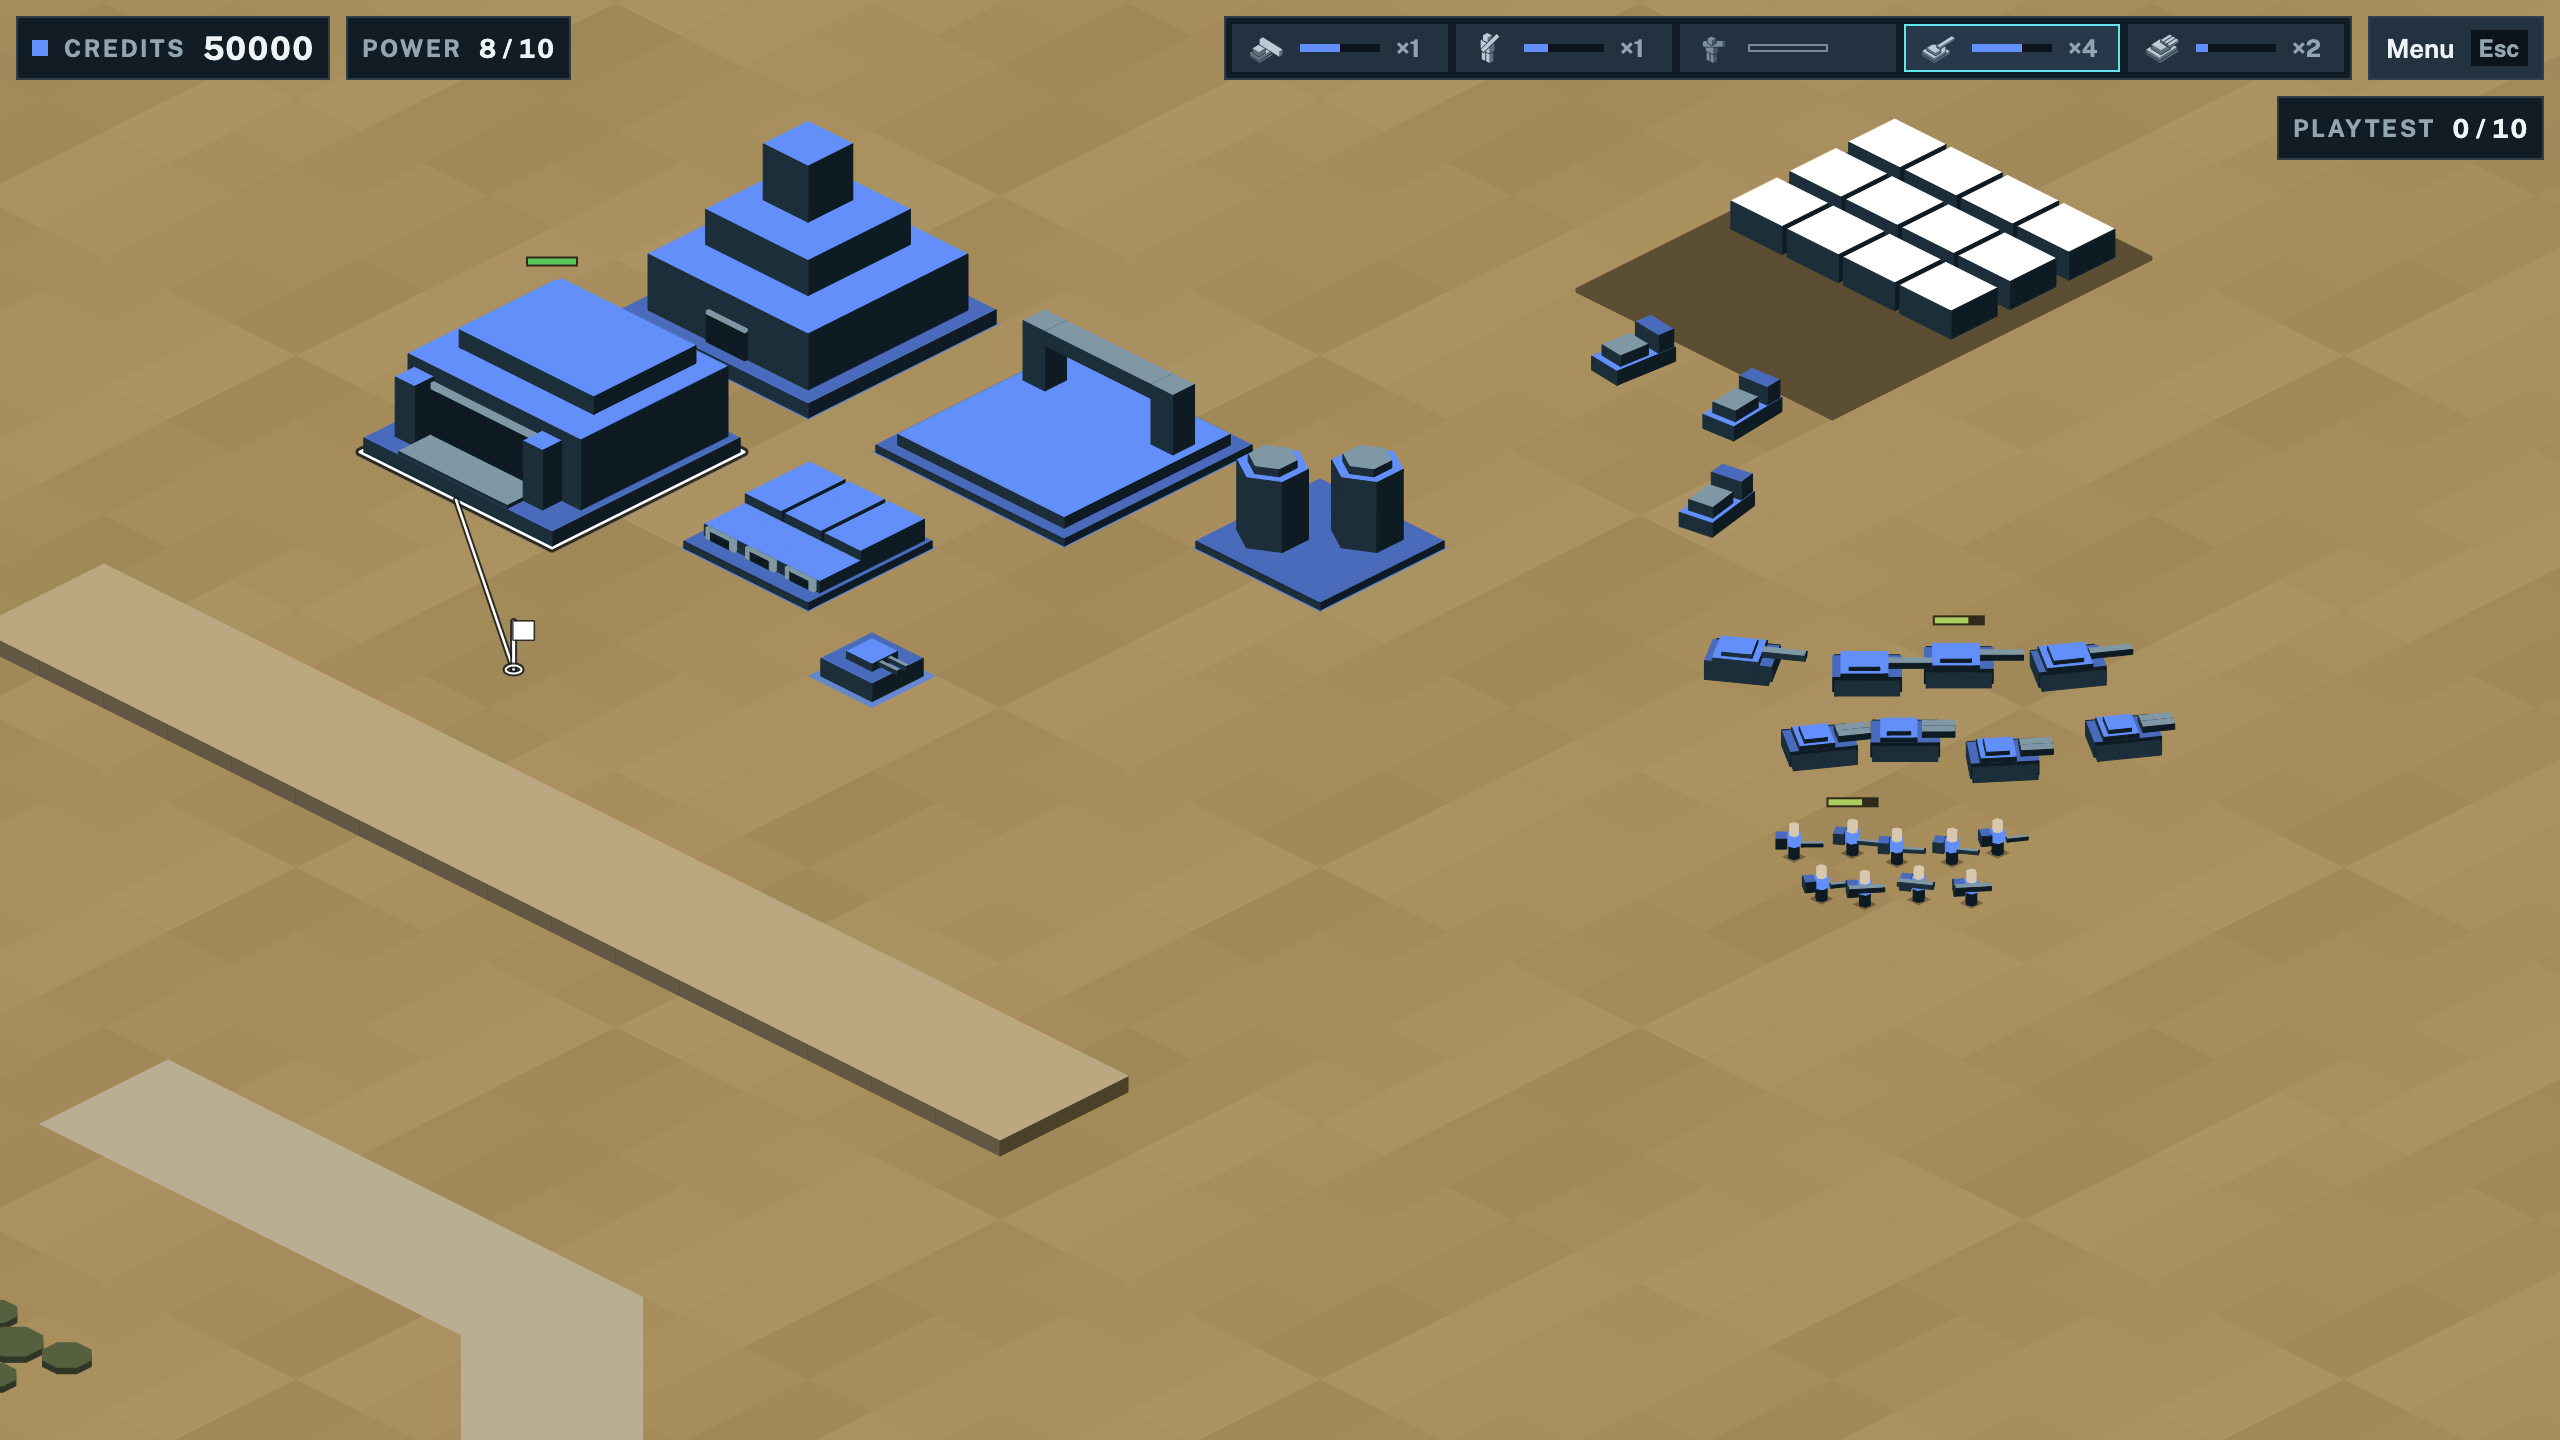 CREDITS 50000
POWER 8/10
×1
×1
×4
×2
Menu Esc
PLAYTEST 0/10